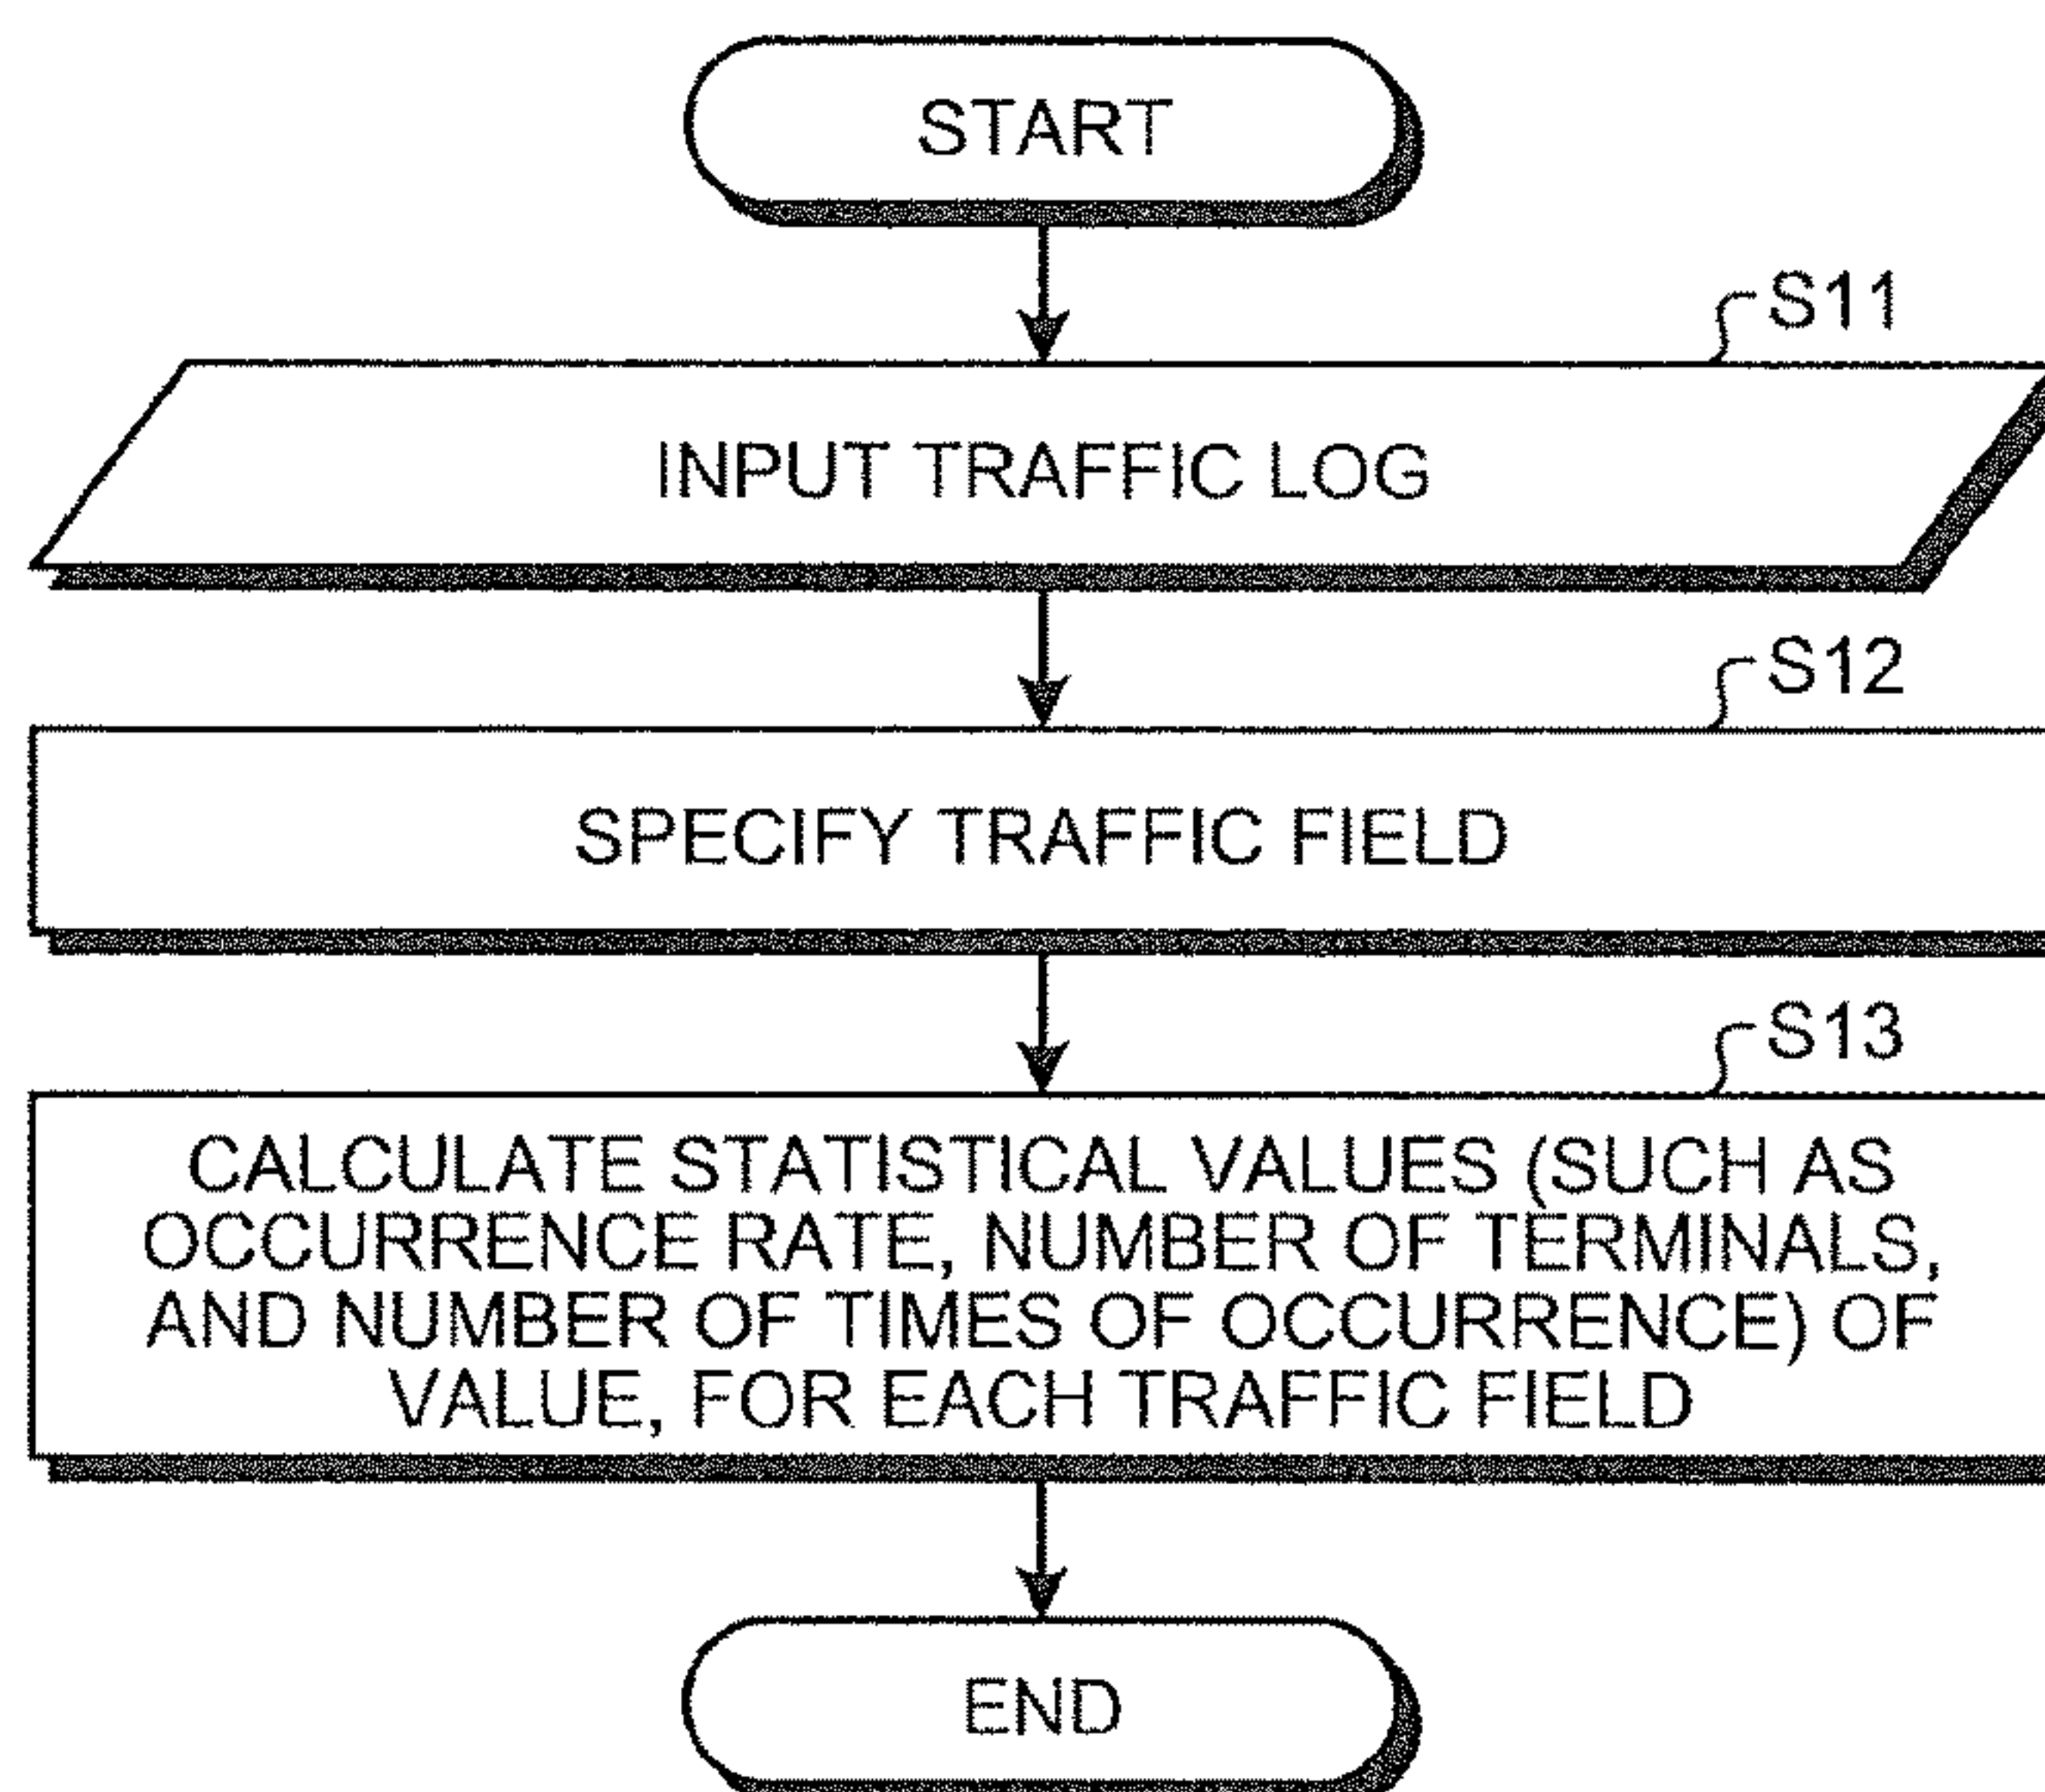 START
S11
INPUT TRAFFIC LOG
S12
SPECIFY TRAFFIC FIELD
S13
CALCULATE STATISTICAL VALUES (SUCH AS
OCCURRENCE RATE, NUMBER OF TERMINALS,
AND NUMBER OF TIMES OF OCCURRENCE) OF
VALUE, FOR EACH TRAFFIC FIELD
END